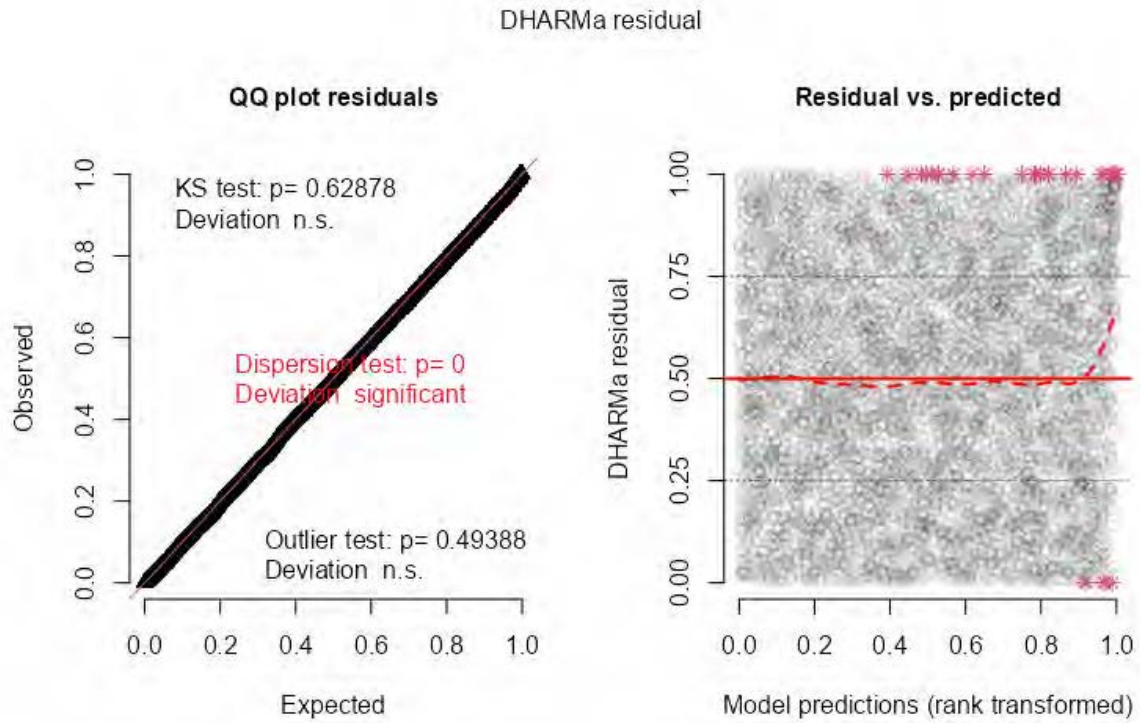 DHARMa residual
QQ plot residuals
KS test: p= 0.62878
Deviation n.s.
Dispersion test: p= 0
Deviation significant
Outlier test: p= 0.49388
Deviation n.s.
Observed
0.0 0.2 0.4 0.6 0.8 1.0
0.0 0.2 0.4 0.6 0.8 1.0
Expected
Residual vs. predicted
DHARMa residual
0.00 0.25 0.50 0.75 1.00
0.0 0.2 0.4 0.6 0.8 1.0
Model predictions (rank transformed)